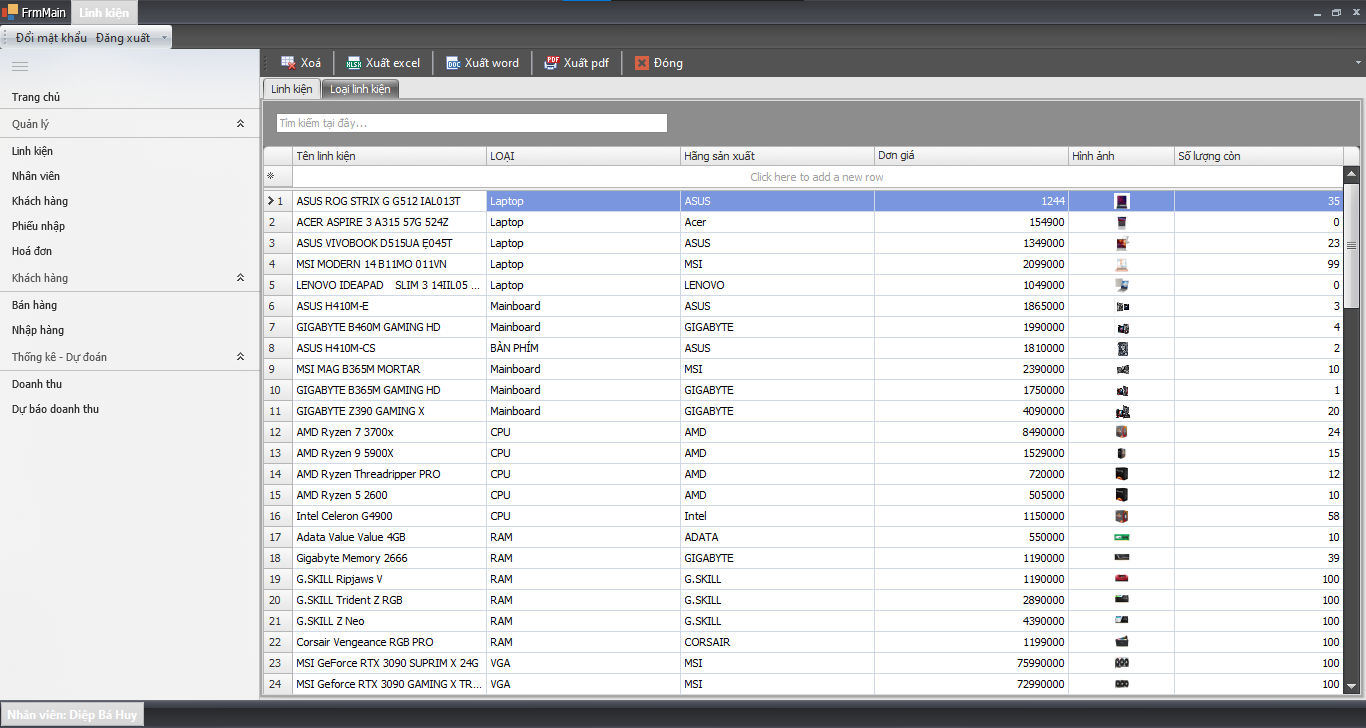 FrmMain Linh kiện
Đổi mật khẩu Đăng xuất
Xoá Xuất excel Xuất word Xuất pdf Đóng
Trang chủ
Quản lý
Linh kiện
Nhân viên
Khách hàng
Phiếu nhập
Hoá đơn
Khách hàng
Bán hàng
Nhập hàng
Thống kê - Dự đoán
Doanh thu
Dự báo doanh thu
Linh kiện Loại linh kiện
Tìm kiếm tại đây...
Tên linh kiện LOẠI Hãng sản xuất Đơn giá Hình ảnh Số lượng còn
Click here to add a new row
1 ASUS ROG STRIX G G512 IAL013T Laptop ASUS 1244 35
2 ACER ASPIRE 3 A315 57G 524Z Laptop Acer 154900 0
3 ASUS VIVOBOOK D515UA E045T Laptop ASUS 1349000 23
4 MSI MODERN 14 B11MO 011VN Laptop MSI 2099000 99
5 LENOVO IDEAPAD SLIM 3 14IIL05 ... Laptop LENOVO 1049000 0
6 ASUS H410M-E Mainboard ASUS 1865000 3
7 GIGABYTE B460M GAMING HD Mainboard GIGABYTE 1990000 4
8 ASUS H410M-CS BÀN PHÍM ASUS 1810000 2
9 MSI MAG B365M MORTAR Mainboard MSI 2390000 10
10 GIGABYTE B365M GAMING HD Mainboard GIGABYTE 1750000 1
11 GIGABYTE Z390 GAMING X Mainboard GIGABYTE 4090000 20
12 AMD Ryzen 7 3700x CPU AMD 8490000 24
13 AMD Ryzen 9 5900X CPU AMD 1529000 15
14 AMD Ryzen Threadripper PRO CPU AMD 720000 12
15 AMD Ryzen 5 2600 CPU AMD 505000 10
16 Intel Celeron G4900 CPU Intel 1150000 58
17 Adata Value Value 4GB RAM ADATA 550000 10
18 Gigabyte Memory 2666 RAM GIGABYTE 1190000 39
19 G.SKILL Ripjaws V RAM G.SKILL 1190000 100
20 G.SKILL Trident Z RGB RAM G.SKILL 2890000 100
21 G.SKILL Z Neo RAM G.SKILL 4390000 100
22 Corsair Vengeance RGB PRO RAM CORSAIR 1199000 100
23 MSI GeForce RTX 3090 SUPRIM X 24G VGA MSI 75990000 100
24 MSI Geforce RTX 3090 GAMING X TR... VGA MSI 72990000 100
Nhân viên: Diệp Bá Huy